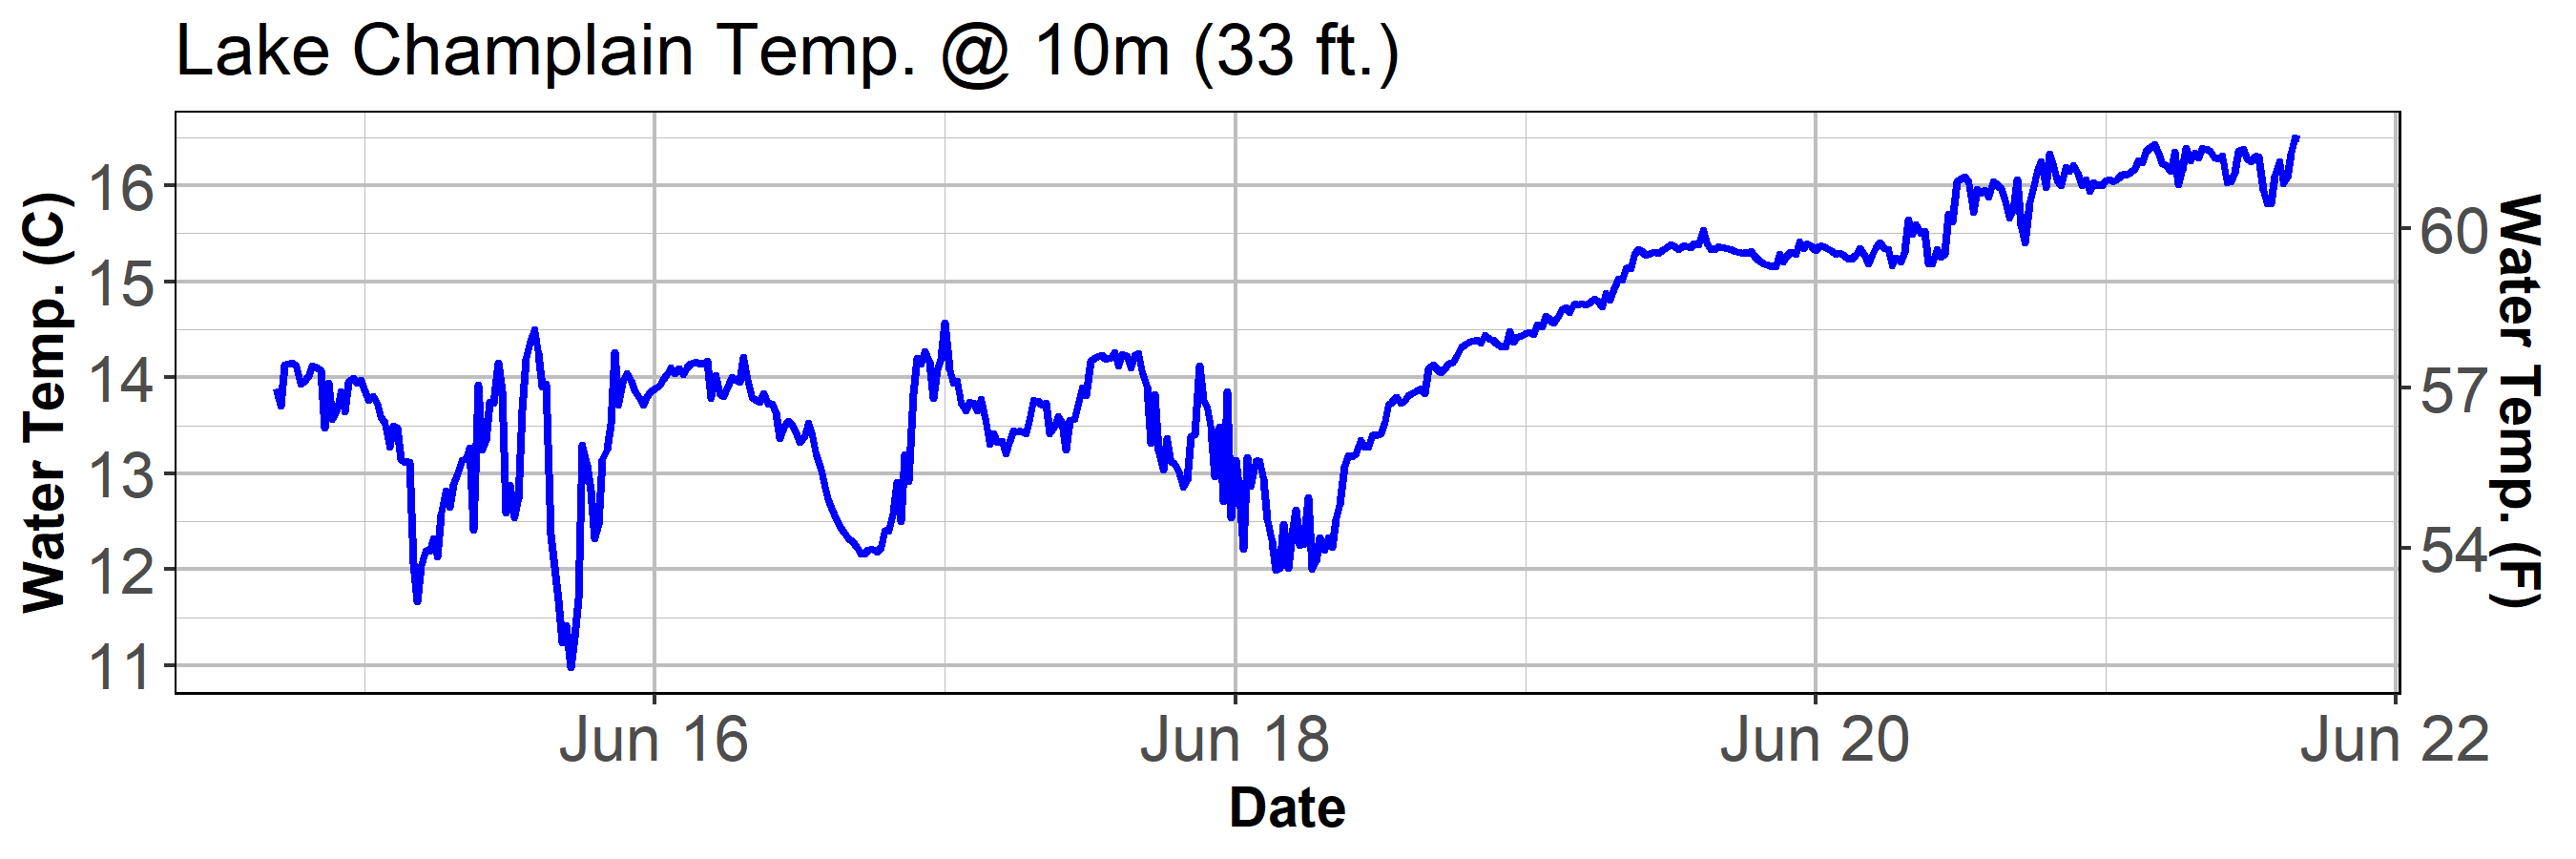 Lake Champlain Temp. @ 10m (33 ft.)
Water Temp. (C)
16
15
14
13
12
11
60
57
54
Water Temp. (F)
Jun 16
Jun 18
Jun 20
Jun 22
Date